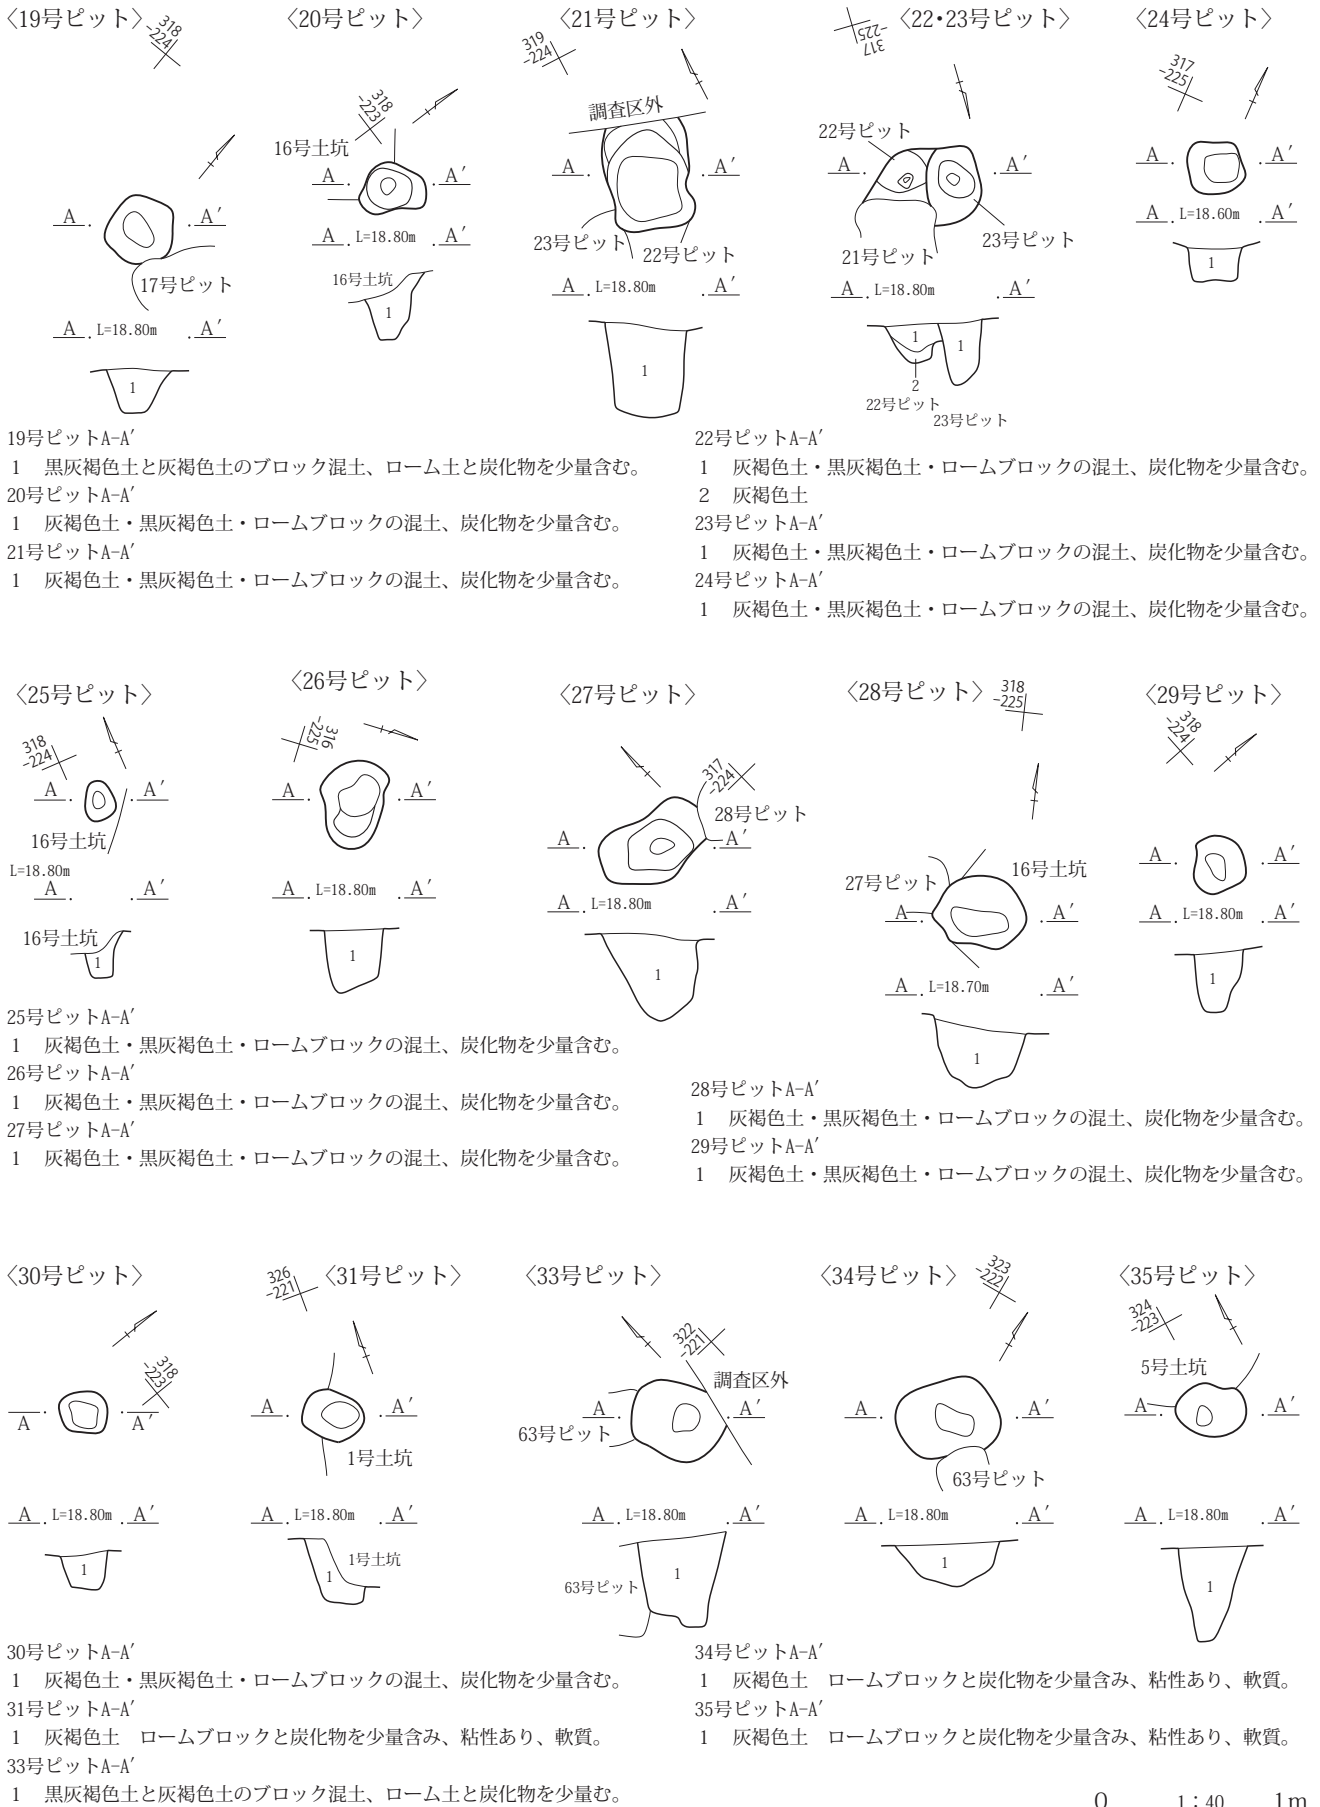 〈19号ピット〉
318
-224
17号ピット
A
A′
A
L=18.80m
A′
1
〈20号ピット〉
318
-223
16号土坑
A
A′
A
L=18.80m
A′
16号土坑
1
〈21号ピット〉
319
-224
調査区外
A
A′
23号ピット
22号ピット
A
L=18.80m
A′
1
〈22・23号ピット〉
317
-225
22号ピット
A
A′
21号ピット
23号ピット
A
L=18.80m
A′
1
1
2
22号ピット
23号ピット
〈24号ピット〉
317
-225
A
A′
A
L=18.60m
A′
1
19号ピットA-A′
1 黒灰褐色土と灰褐色土のブロック混土、ローム土と炭化物を少量含む。
20号ピットA-A′
1 灰褐色土・黒灰褐色土・ロームブロックの混土、炭化物を少量含む。
21号ピットA-A′
1 灰褐色土・黒灰褐色土・ロームブロックの混土、炭化物を少量含む。
22号ピットA-A′
1 灰褐色土・黒灰褐色土・ロームブロックの混土、炭化物を少量含む。
2 灰褐色土
23号ピットA-A′
1 灰褐色土・黒灰褐色土・ロームブロックの混土、炭化物を少量含む。
24号ピットA-A′
1 灰褐色土・黒灰褐色土・ロームブロックの混土、炭化物を少量含む。
〈25号ピット〉
318
-224
A
A′
16号土坑
L=18.80m
A
A′
16号土坑
1
〈26号ピット〉
316
-225
A
A′
A
L=18.80m
A′
1
〈27号ピット〉
317
-224
28号ピット
A
A′
A
L=18.80m
A′
1
〈28号ピット〉
318
-225
27号ピット
16号土坑
A
A′
A
L=18.70m
A′
1
〈29号ピット〉
318
-224
A
A′
A
L=18.80m
A′
1
25号ピットA-A′
1 灰褐色土・黒灰褐色土・ロームブロックの混土、炭化物を少量含む。
26号ピットA-A′
1 灰褐色土・黒灰褐色土・ロームブロックの混土、炭化物を少量含む。
27号ピットA-A′
1 灰褐色土・黒灰褐色土・ロームブロックの混土、炭化物を少量含む。
28号ピットA-A′
1 灰褐色土・黒灰褐色土・ロームブロックの混土、炭化物を少量含む。
29号ピットA-A′
1 灰褐色土・黒灰褐色土・ロームブロックの混土、炭化物を少量含む。
〈30号ピット〉
318
-223
A
A′
A
L=18.80m
A′
1
〈31号ピット〉
326
-221
A
A′
1号土坑
A
L=18.80m
A′
1号土坑
1
〈33号ピット〉
322
-221
調査区外
A
A′
63号ピット
A
L=18.80m
A′
1
63号ピット
〈34号ピット〉
323
-222
A
A′
63号ピット
A
L=18.80m
A′
1
〈35号ピット〉
324
-223
5号土坑
A
A′
A
L=18.80m
A′
1
30号ピットA-A′
1 灰褐色土・黒灰褐色土・ロームブロックの混土、炭化物を少量含む。
31号ピットA-A′
1 灰褐色土 ロームブロックと炭化物を少量含み、粘性あり、軟質。
33号ピットA-A′
1 黒灰褐色土と灰褐色土のブロック混土、ローム土と炭化物を少量む。
34号ピットA-A′
1 灰褐色土 ロームブロックと炭化物を少量含み、粘性あり、軟質。
35号ピットA-A′
1 灰褐色土 ロームブロックと炭化物を少量含み、粘性あり、軟質。
0 1：40 1m